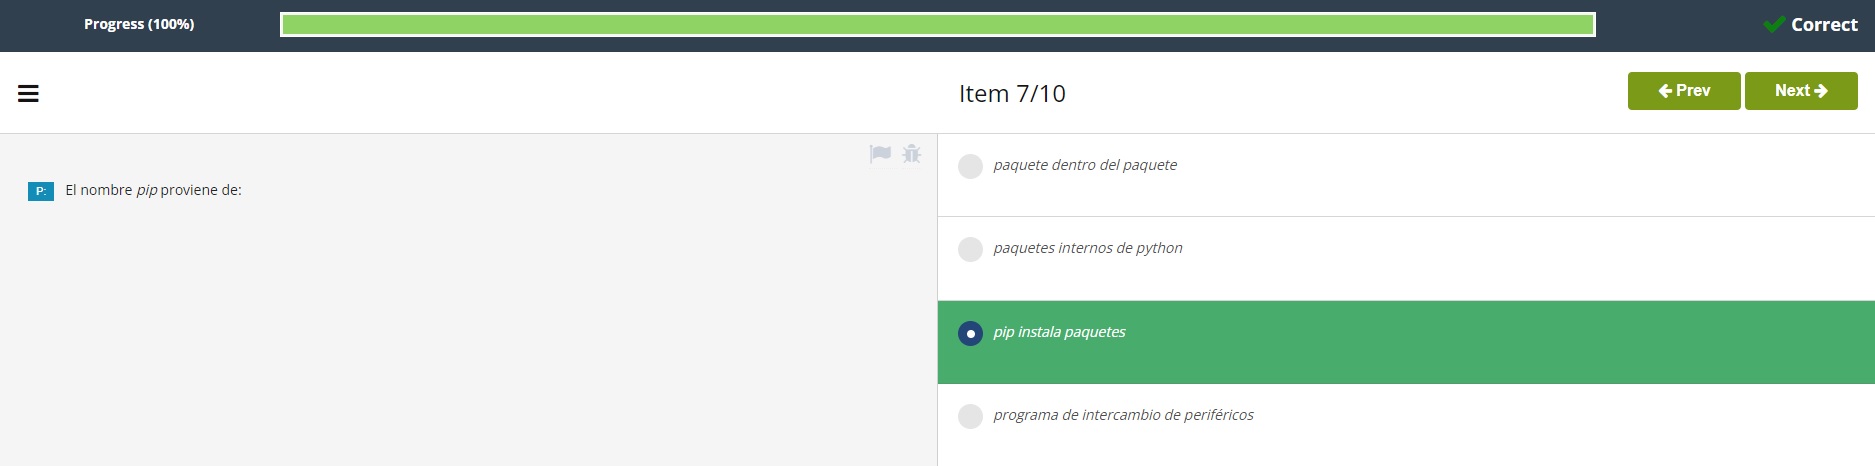 Progress (100%)
Correct
Item 7/10
Prev
Next
P: El nombre pip proviene de:
paquete dentro del paquete
paquetes internos de python
pip instala paquetes
programa de intercambio de periféricos